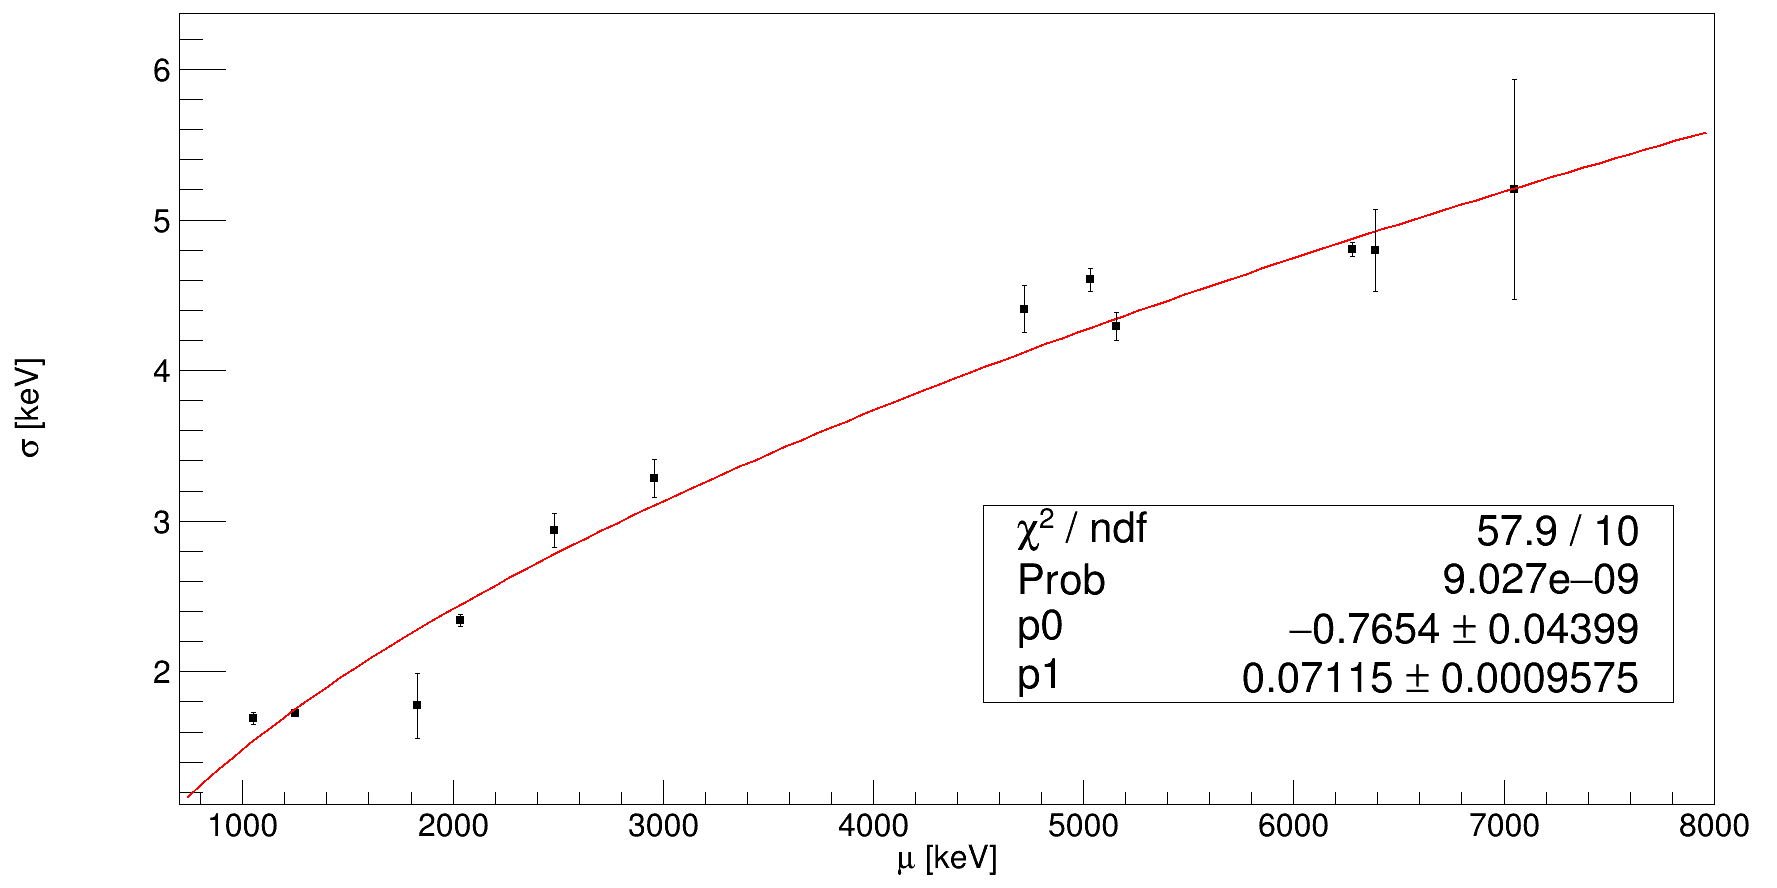 6
5
4
3
2
σ [keV]
1000 2000 3000 4000 5000 6000 7000 8000
μ [keV]
χ² / ndf 57.9 / 10
Prob 9.027e−09
p0 −0.7654 ± 0.04399
p1 0.07115 ± 0.0009575